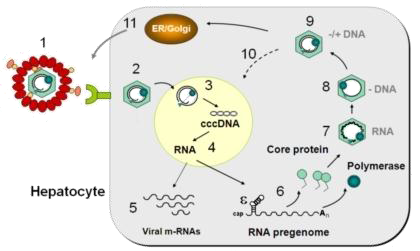 1
11
ER/Golgi
9
-/+ DNA
10
2
3
cccDNA
8
- DNA
RNA
4
7
RNA
Core protein
Polymerase
Hepatocyte
5
Viral m-RNAs
ε
cap
6
An
RNA pregenome